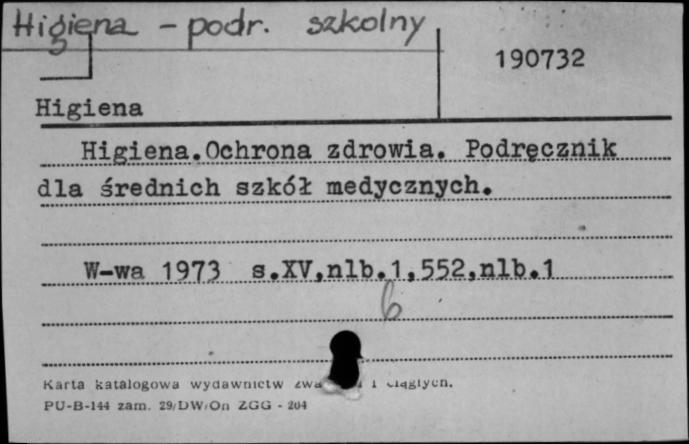 Higiena - podr. szkolny
190732
Higiena
Higiena.Ochrona zdrowia. Podręcznik
dla średnich szkół medycznych.
W-wa 1973 s.XV,nlb.1,552,nlb.1
b
Karta katalogowa wydawnictw i ciągłych.
PU-B-144 zam. 29/DW/On ZGG - 204